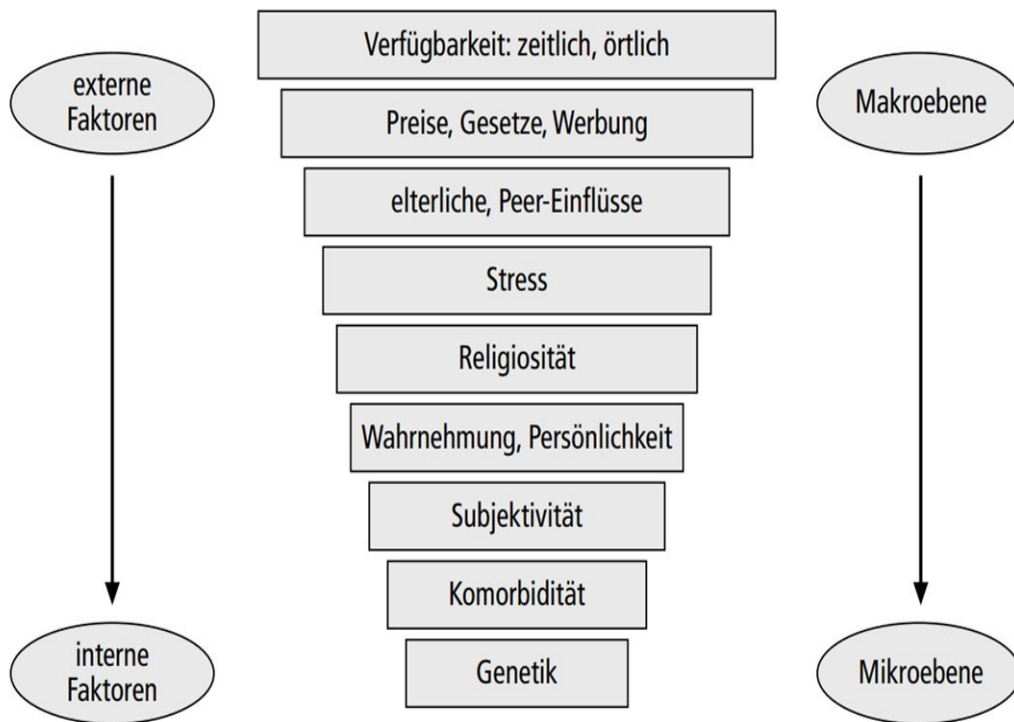 Verfügbarkeit: zeitlich, örtlich
externe
Faktoren
Makroebene
Preise, Gesetze, Werbung
elterliche, Peer-Einflüsse
Stress
Religiosität
Wahrnehmung, Persönlichkeit
Subjektivität
Komorbidität
interne
Faktoren
Mikroebene
Genetik